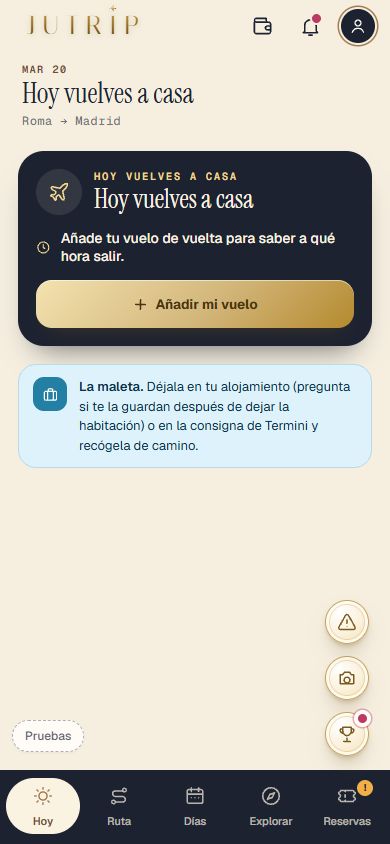 JUTRIP
MAR 20
Hoy vuelves a casa
Roma → Madrid
HOY VUELVES A CASA
Hoy vuelves a casa
Añade tu vuelo de vuelta para saber a qué
hora salir.
+ Añadir mi vuelo
La maleta. Déjala en tu alojamiento (pregunta
si te la guardan después de dejar la
habitación) o en la consigna de Termini y
recógela de camino.
Pruebas
Hoy
Ruta
Días
Explorar
!
Reservas